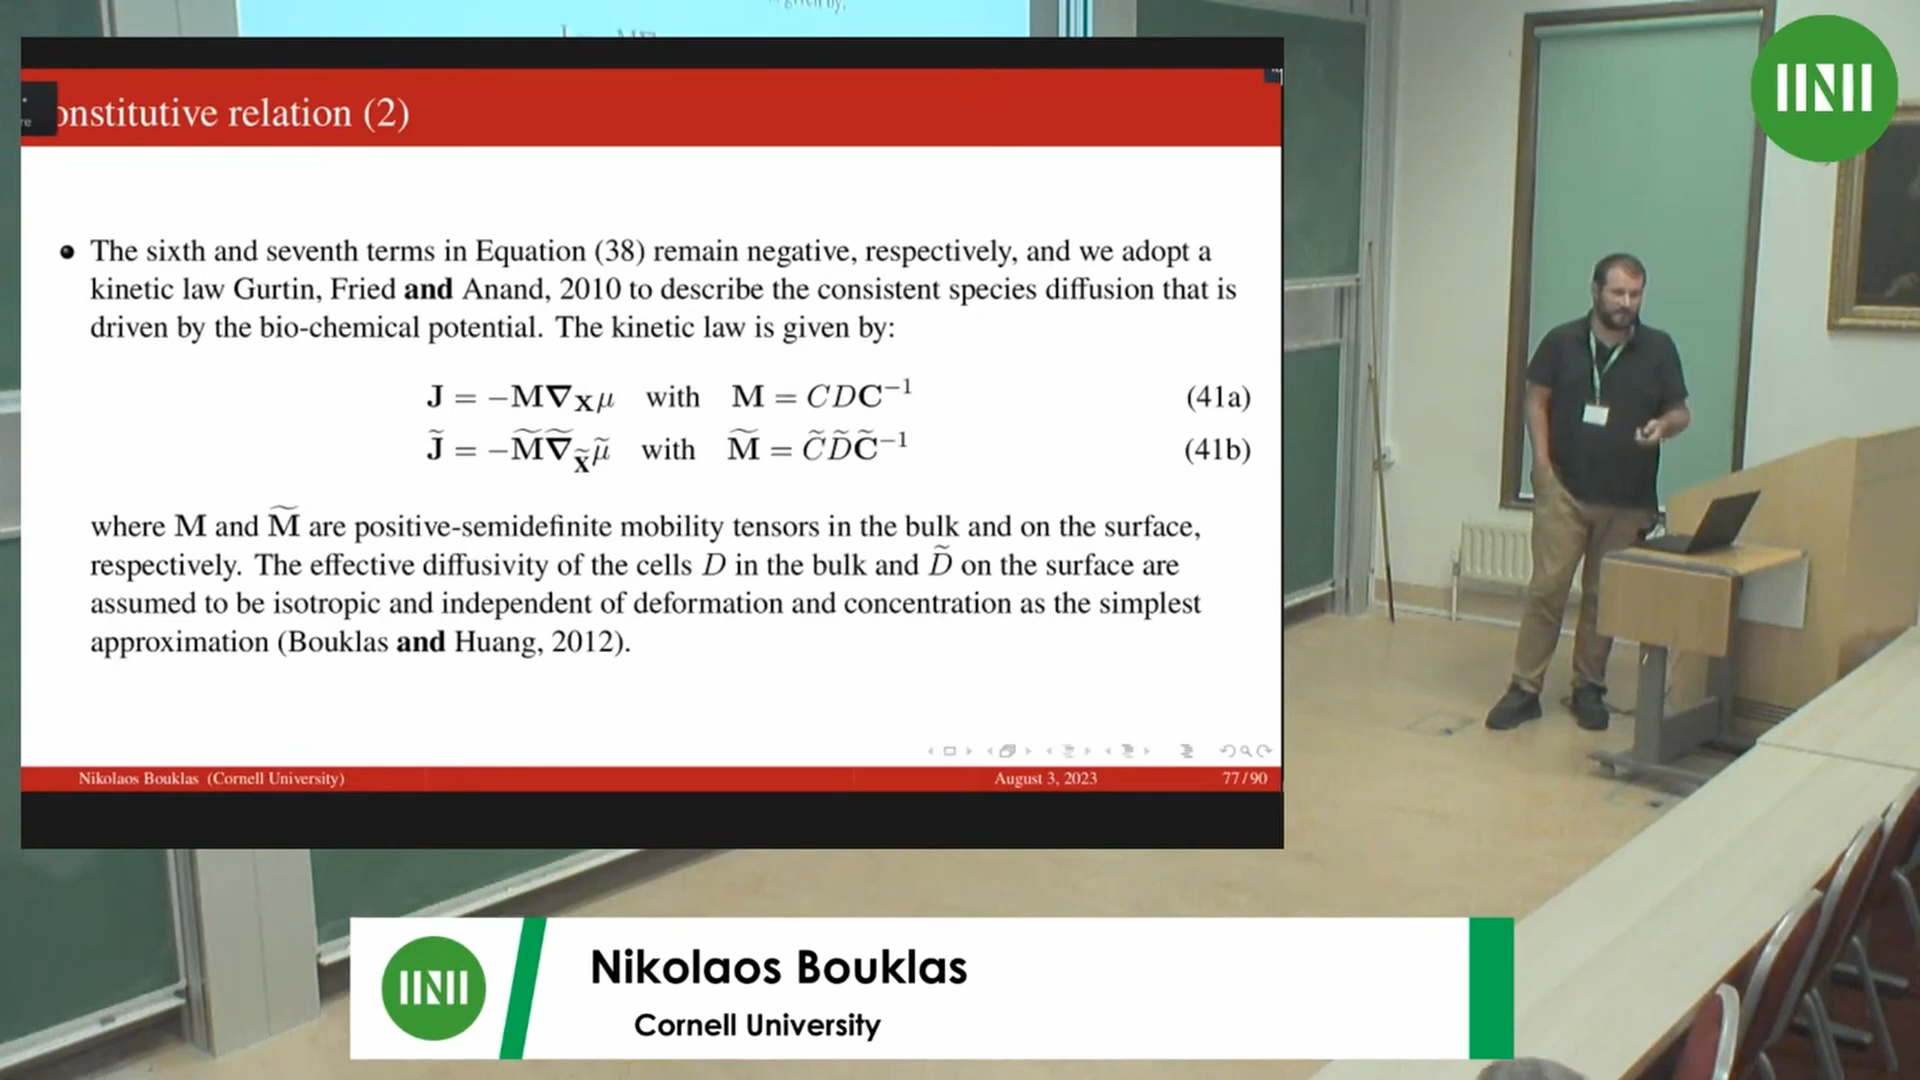 given by,
onstitutive relation (2)
The sixth and seventh terms in Equation (38) remain negative, respectively, and we adopt a
kinetic law Gurtin, Fried and Anand, 2010 to describe the consistent species diffusion that is
driven by the bio-chemical potential. The kinetic law is given by:
J = −M∇_X μ with M = CDC⁻¹ (41a)
J̃ = −M̃∇̃_X̃ μ̃ with M̃ = C̃D̃C̃⁻¹ (41b)
where M and M̃ are positive-semidefinite mobility tensors in the bulk and on the surface,
respectively. The effective diffusivity of the cells D in the bulk and D̃ on the surface are
assumed to be isotropic and independent of deformation and concentration as the simplest
approximation (Bouklas and Huang, 2012).
Nikolaos Bouklas (Cornell University) August 3, 2023 77/90
Nikolaos Bouklas
Cornell University